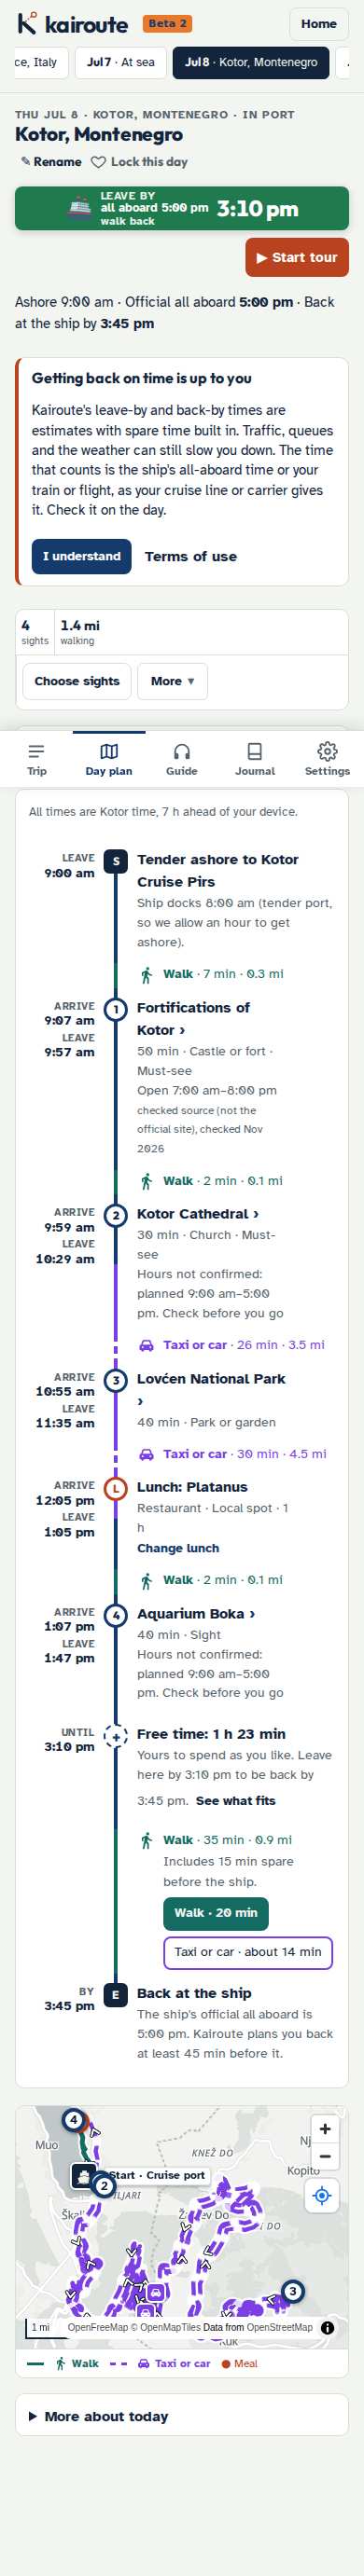 kairoute Beta 2 Home
ce, Italy Jul 7 · At sea Jul 8 · Kotor, Montenegro
THU JUL 8 · KOTOR, MONTENEGRO · IN PORT
Kotor, Montenegro
✎ Rename Lock this day
LEAVE BY
all aboard 5:00 pm
walk back
3:10 pm
▶ Start tour
Ashore 9:00 am · Official all aboard 5:00 pm · Back
at the ship by 3:45 pm
Getting back on time is up to you
Kairoute's leave-by and back-by times are
estimates with spare time built in. Traffic, queues
and the weather can still slow you down. The time
that counts is the ship's all-aboard time or your
train or flight, as your cruise line or carrier gives
it. Check it on the day.
I understand Terms of use
4 1.4 mi
sights walking
Choose sights More ▾
Trip Day plan Guide Journal Settings
All times are Kotor time, 7 h ahead of your device.
LEAVE
9:00 am
S
Tender ashore to Kotor
Cruise Pirs
Ship docks 8:00 am (tender port,
so we allow an hour to get
ashore).
Walk · 7 min · 0.3 mi
ARRIVE
9:07 am
LEAVE
9:57 am
1
Fortifications of
Kotor ›
50 min · Castle or fort ·
Must-see
Open 7:00 am–8:00 pm
checked source (not the
official site), checked Nov
2026
Walk · 2 min · 0.1 mi
ARRIVE
9:59 am
LEAVE
10:29 am
2
Kotor Cathedral ›
30 min · Church · Must-
see
Hours not confirmed:
planned 9:00 am–5:00
pm. Check before you go
Taxi or car · 26 min · 3.5 mi
ARRIVE
10:55 am
LEAVE
11:35 am
3
Lovćen National Park
›
40 min · Park or garden
Taxi or car · 30 min · 4.5 mi
ARRIVE
12:05 pm
LEAVE
1:05 pm
L
Lunch: Platanus
Restaurant · Local spot · 1
h
Change lunch
Walk · 2 min · 0.1 mi
ARRIVE
1:07 pm
LEAVE
1:47 pm
4
Aquarium Boka ›
40 min · Sight
Hours not confirmed:
planned 9:00 am–5:00
pm. Check before you go
UNTIL
3:10 pm
+
Free time: 1 h 23 min
Yours to spend as you like. Leave
here by 3:10 pm to be back by
3:45 pm. See what fits
Walk · 35 min · 0.9 mi
Includes 15 min spare
before the ship.
Walk · 20 min
Taxi or car · about 14 min
BY
3:45 pm
E
Back at the ship
The ship's official all aboard is
5:00 pm. Kairoute plans you back
at least 45 min before it.
4
Muo
KNEŽ DO
Kopito
Start · Cruise port
2
3
+
−
1 mi
OpenFreeMap © OpenMapTiles Data from OpenStreetMap
Walk Taxi or car Meal
▶ More about today